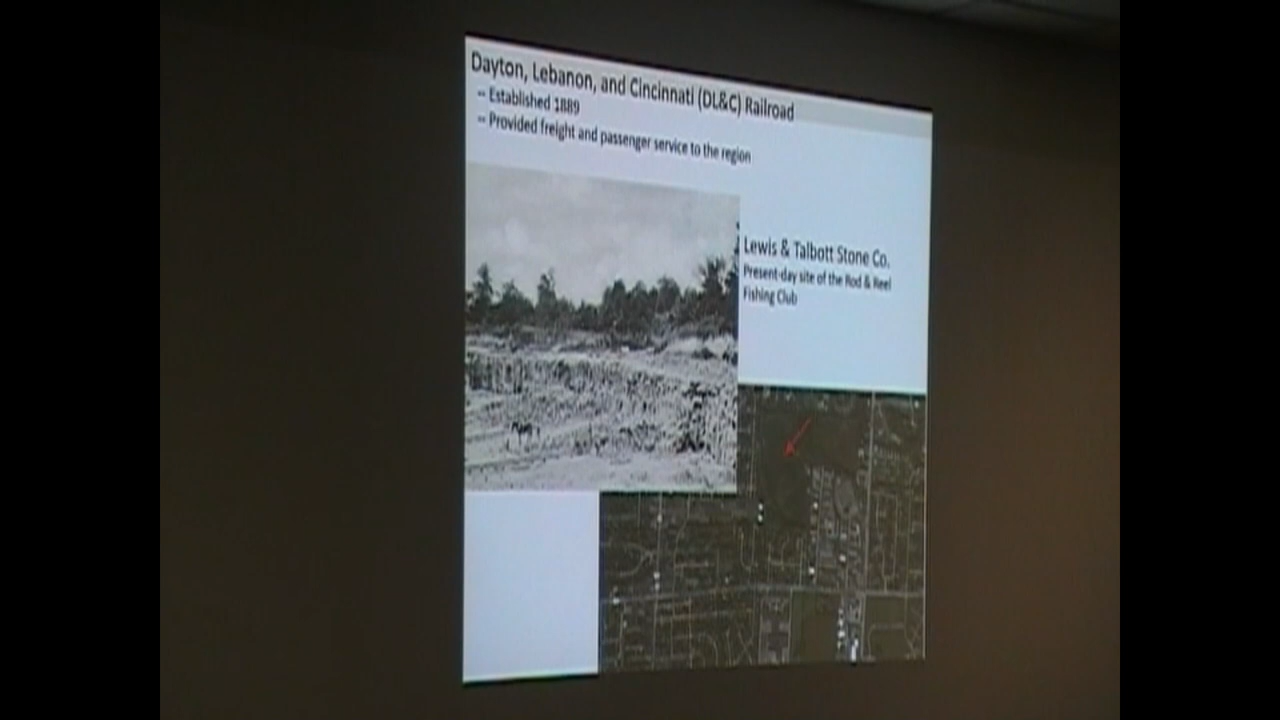 Dayton, Lebanon, and Cincinnati (DL&C) Railroad
-- Established 1889
-- Provided freight and passenger service to the region
Lewis & Talbott Stone Co.
Present-day site of the Rod & Reel
Fishing Club